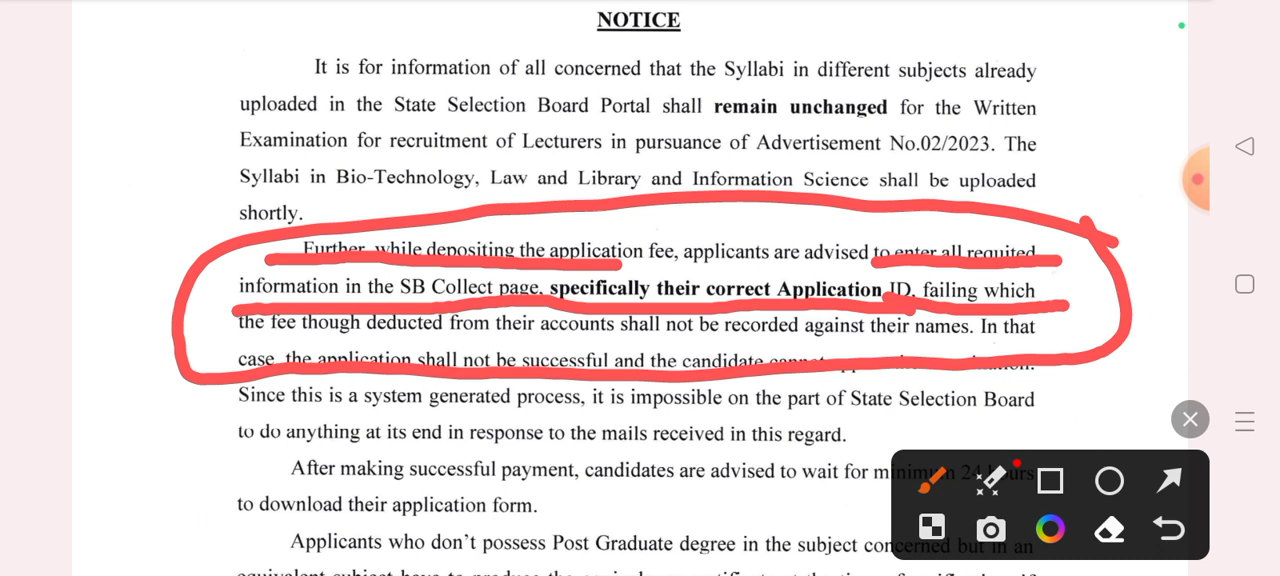 NOTICE
It is for information of all concerned that the Syllabi in different subjects already
uploaded in the State Selection Board Portal shall remain unchanged for the Written
Examination for recruitment of Lecturers in pursuance of Advertisement No.02/2023. The
Syllabi in Bio-Technology, Law and Library and Information Science shall be uploaded
shortly.
Further, while depositing the application fee, applicants are advised to enter all requited
information in the SB Collect page, specifically their correct Application ID, failing which
the fee though deducted from their accounts shall not be recorded against their names. In that
case, the application shall not be successful and the candidate
Since this is a system generated process, it is impossible on the part of State Selection Board
to do anything at its end in response to the mails received in this regard.
After making successful payment, candidates are advised to wait for minimum 24 hours
to download their application form.
Applicants who don't possess Post Graduate degree in the subject concerned but in an